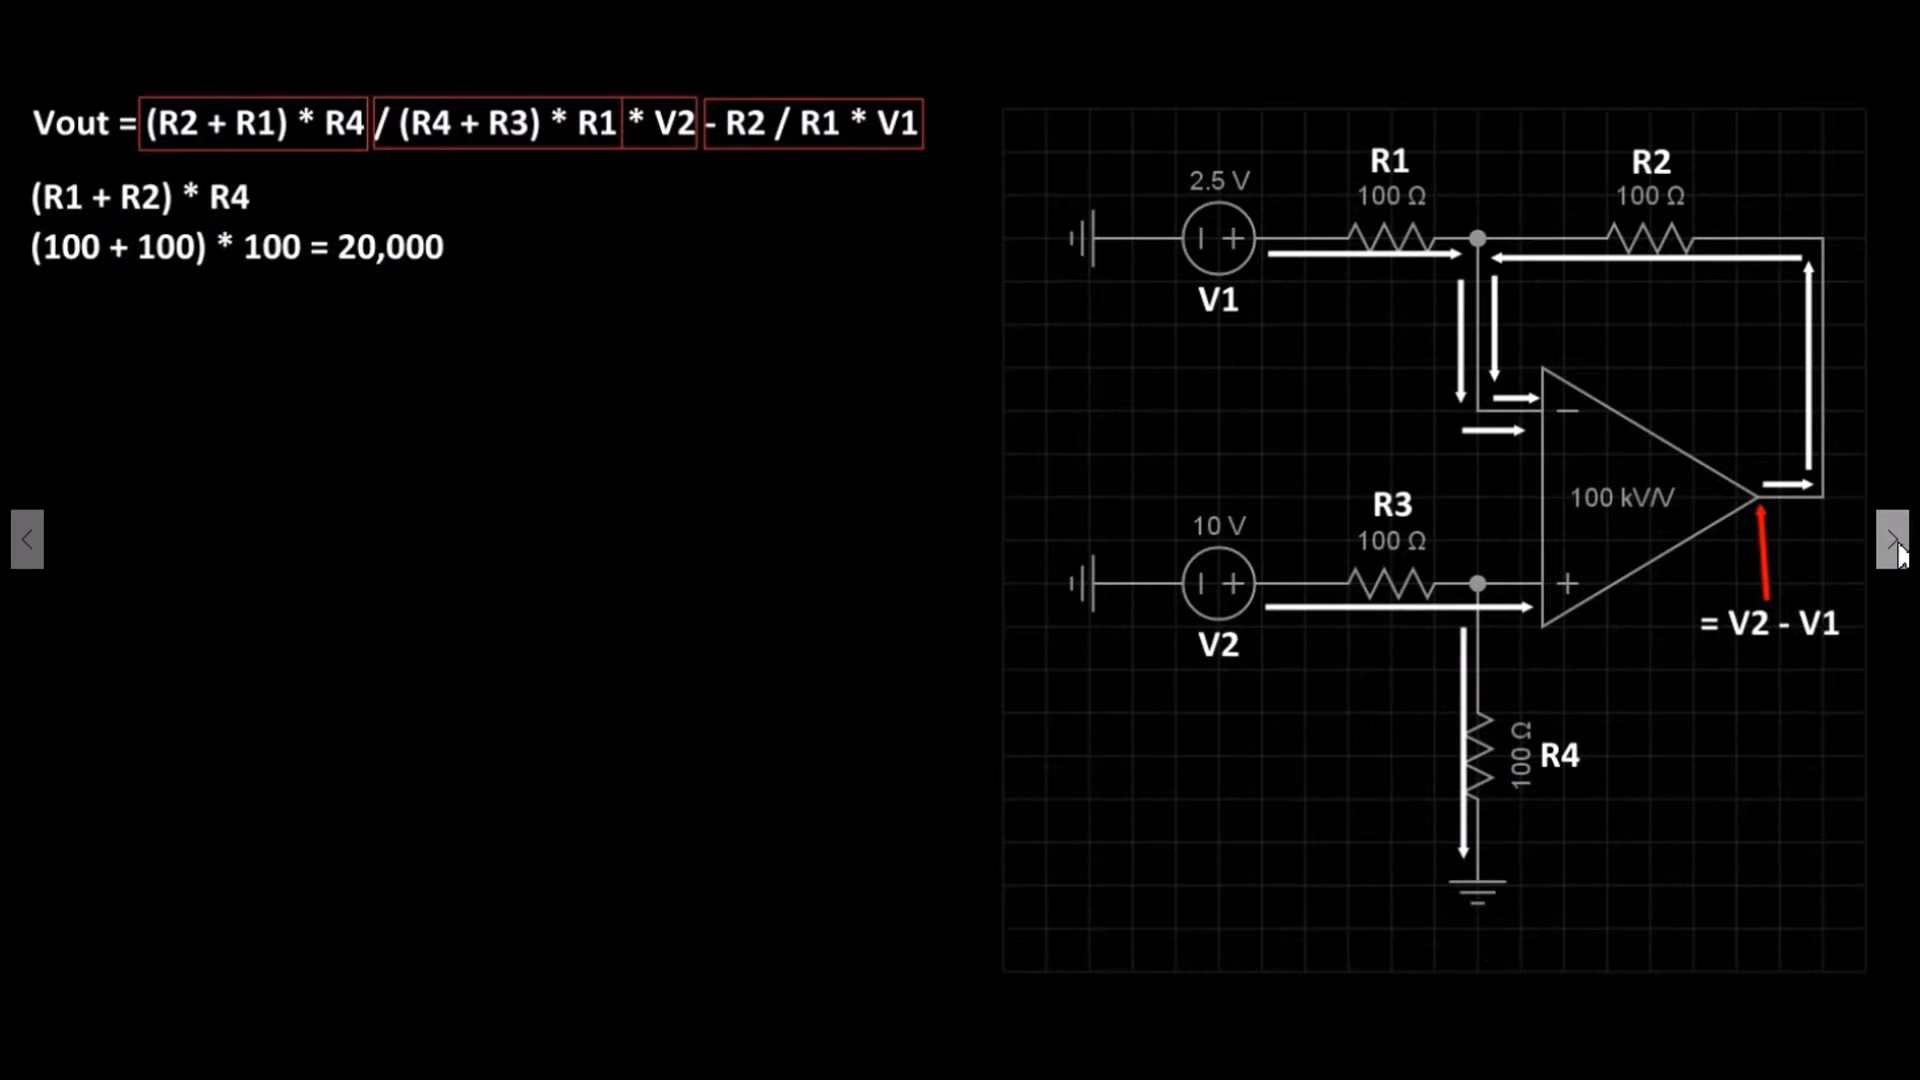 Vout = (R2 + R1) * R4 / (R4 + R3) * R1 * V2 - R2 / R1 * V1
(R1 + R2) * R4
(100 + 100) * 100 = 20,000
R1
100 Ω
R2
100 Ω
2.5 V
V1
100 kV/V
R3
100 Ω
10 V
V2
= V2 - V1
100 Ω
R4